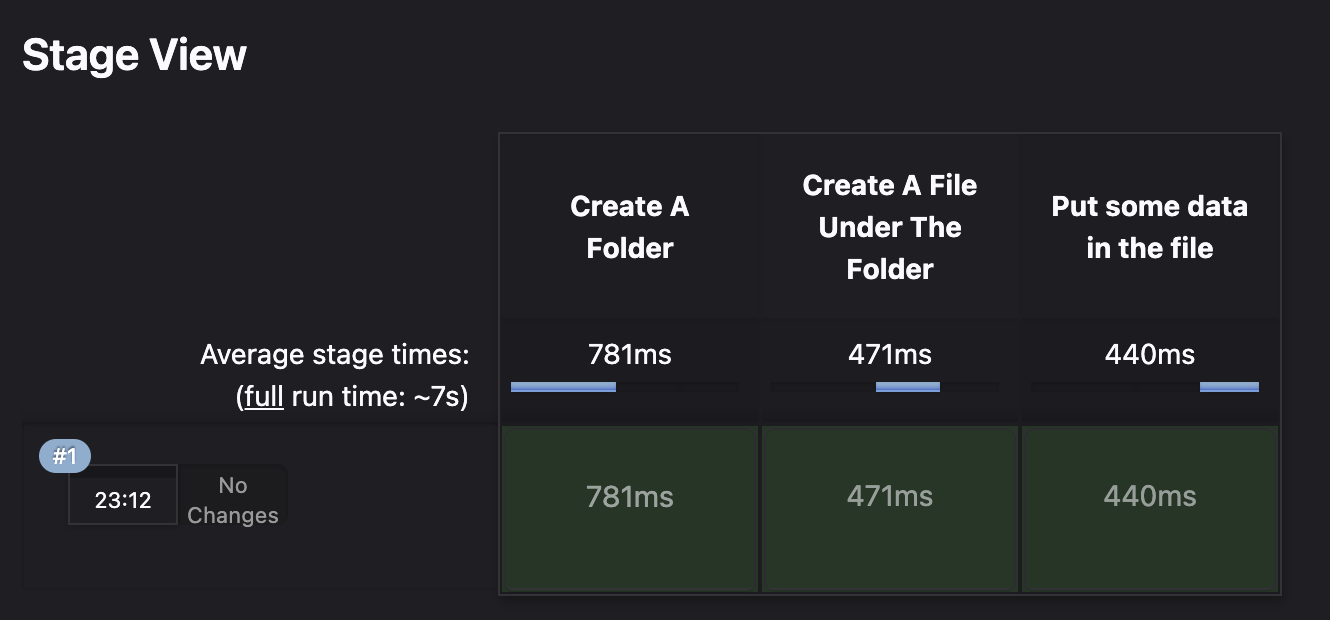 Stage View
Create A
Folder
Create A File
Under The
Folder
Put some data
in the file
Average stage times:
(full run time: ~7s)
781ms
471ms
440ms
#1
23:12
No
Changes
781ms
471ms
440ms